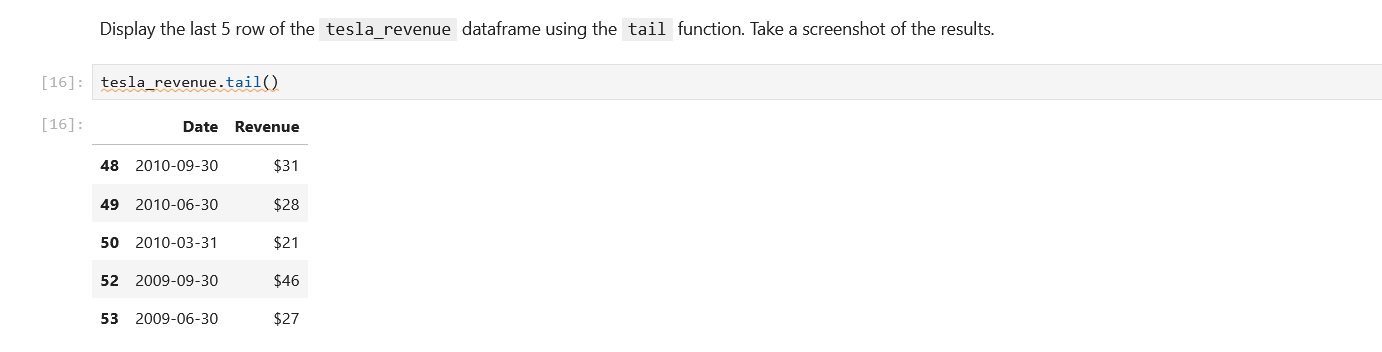 Display the last 5 row of the tesla_revenue dataframe using the tail function. Take a screenshot of the results.
[16]: tesla_revenue.tail()
[16]: Date Revenue
48 2010-09-30 $31
49 2010-06-30 $28
50 2010-03-31 $21
52 2009-09-30 $46
53 2009-06-30 $27